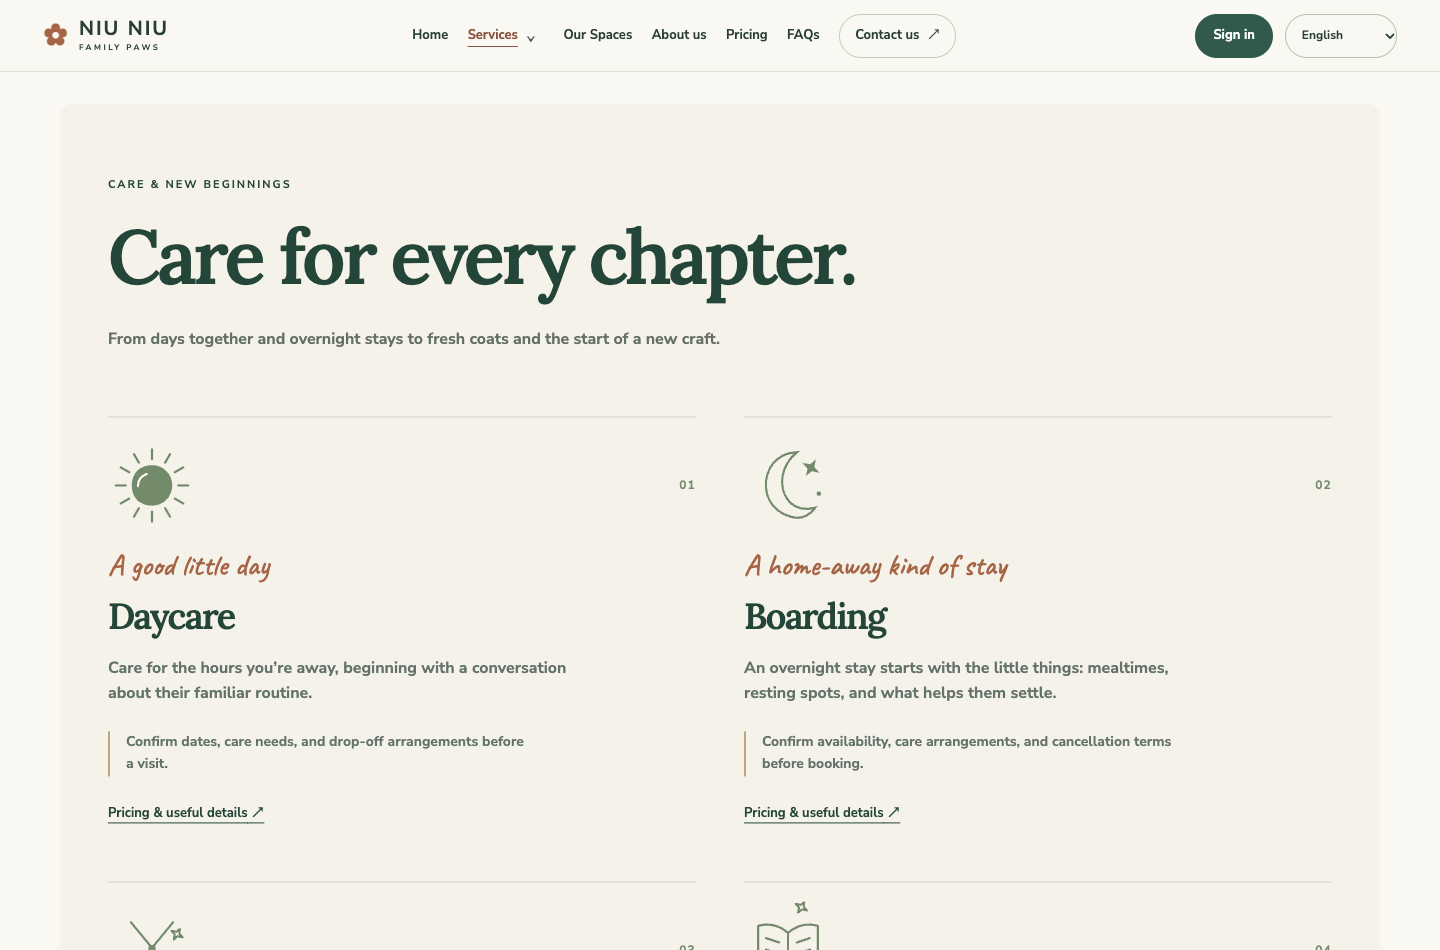 NIU NIU
FAMILY PAWS
Home
Services
Our Spaces
About us
Pricing
FAQs
Contact us ↗
Sign in
English
CARE & NEW BEGINNINGS
Care for every chapter.
From days together and overnight stays to fresh coats and the start of a new craft.
01
A good little day
Daycare
Care for the hours you’re away, beginning with a conversation
about their familiar routine.
Confirm dates, care needs, and drop-off arrangements before
a visit.
Pricing & useful details ↗
02
A home-away kind of stay
Boarding
An overnight stay starts with the little things: mealtimes,
resting spots, and what helps them settle.
Confirm availability, care arrangements, and cancellation terms
before booking.
Pricing & useful details ↗
03
04